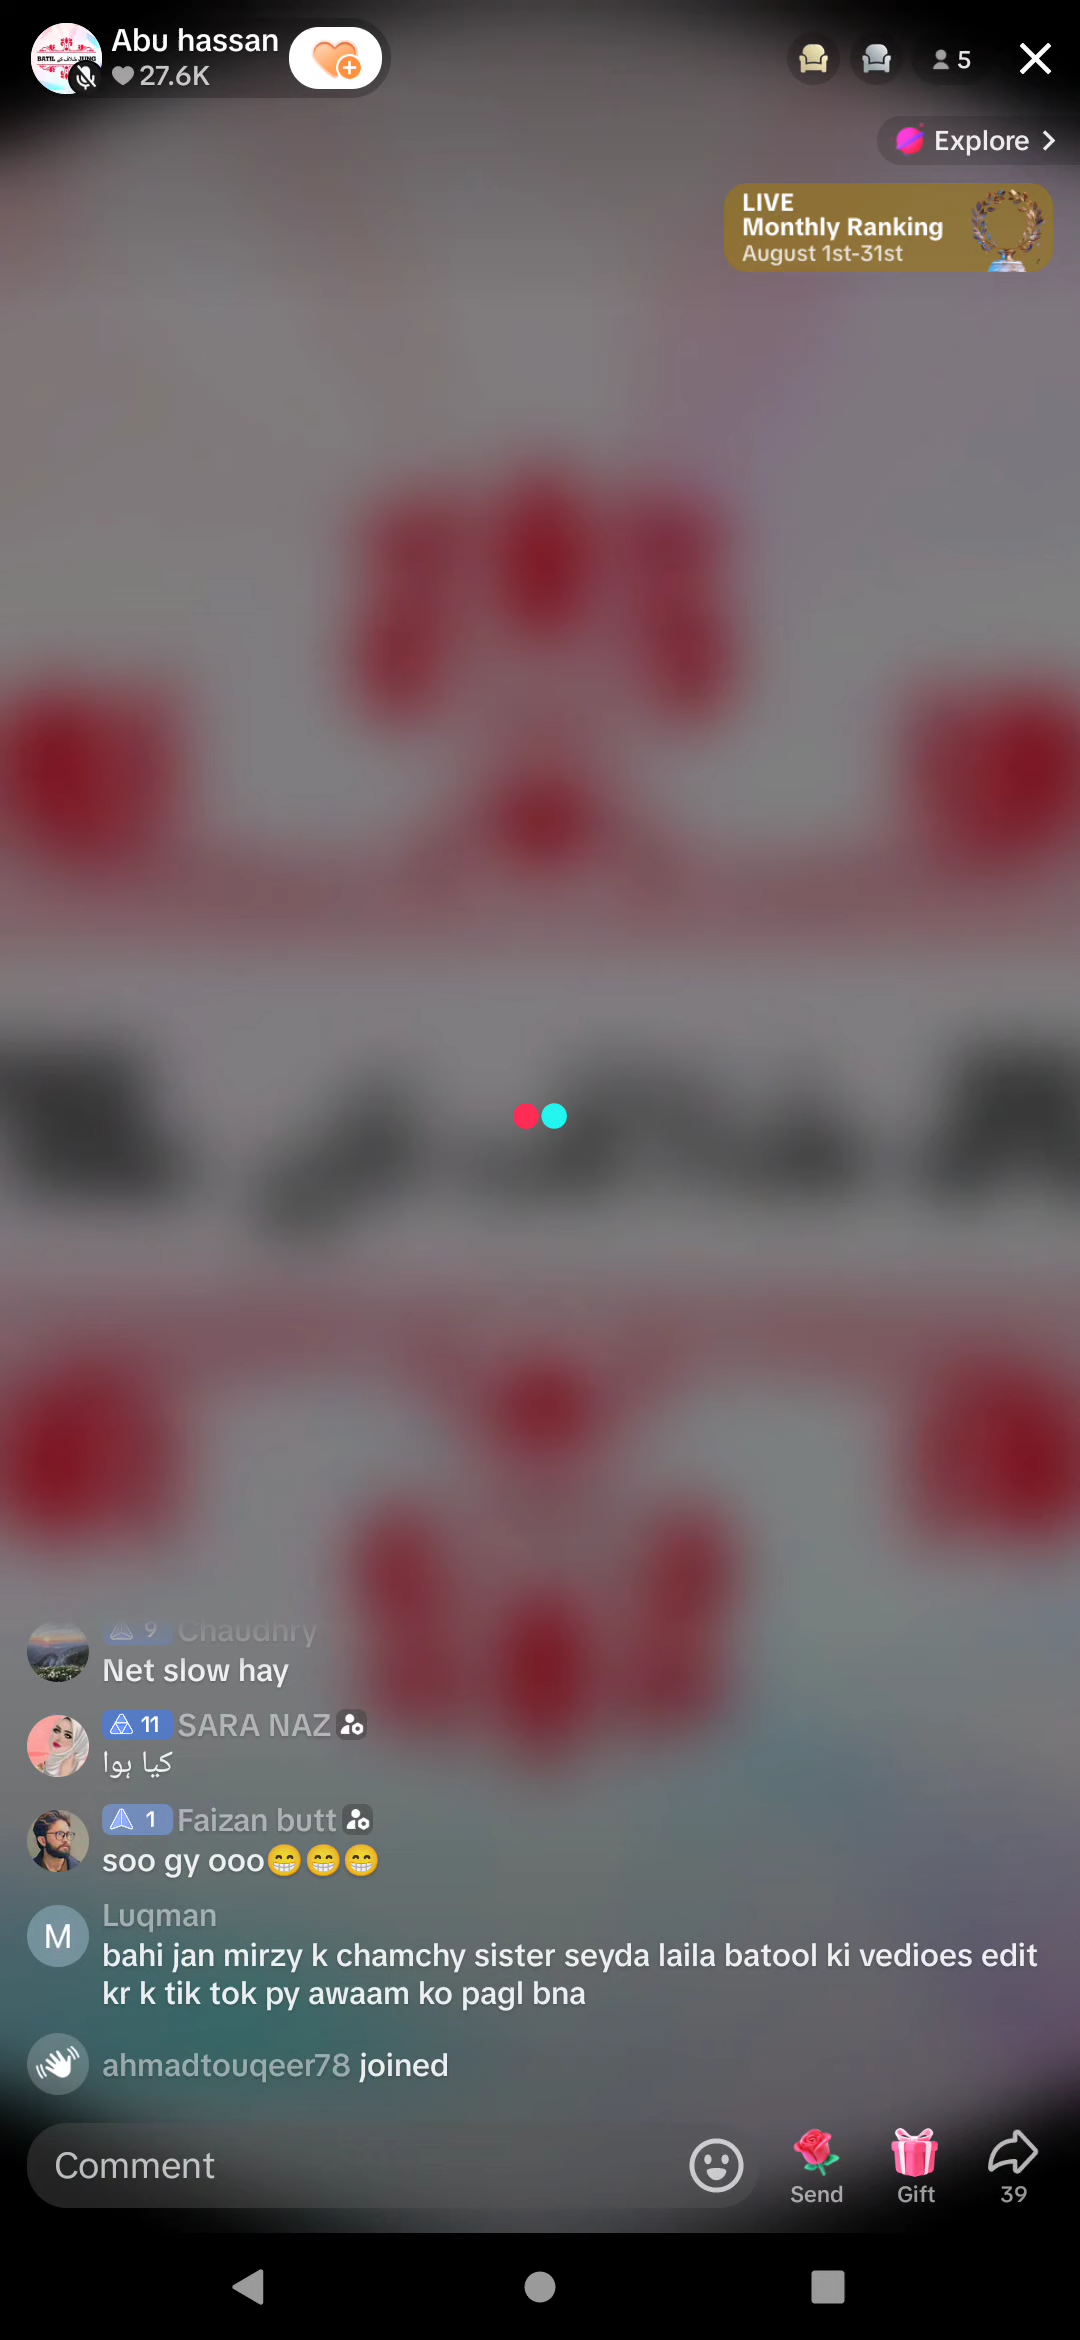 Abu hassan
27.6K
5
Explore
LIVE
Monthly Ranking
August 1st-31st
9 Chaudhry
Net slow hay
11 SARA NAZ
کیا ہوا
1 Faizan butt
soo gy ooo😁😁😁
Luqman
M
bahi jan mirzy k chamchy sister seyda laila batool ki vedioes edit
kr k tik tok py awaam ko pagl bna
ahmadtouqeer78 joined
Comment
Send
Gift
39